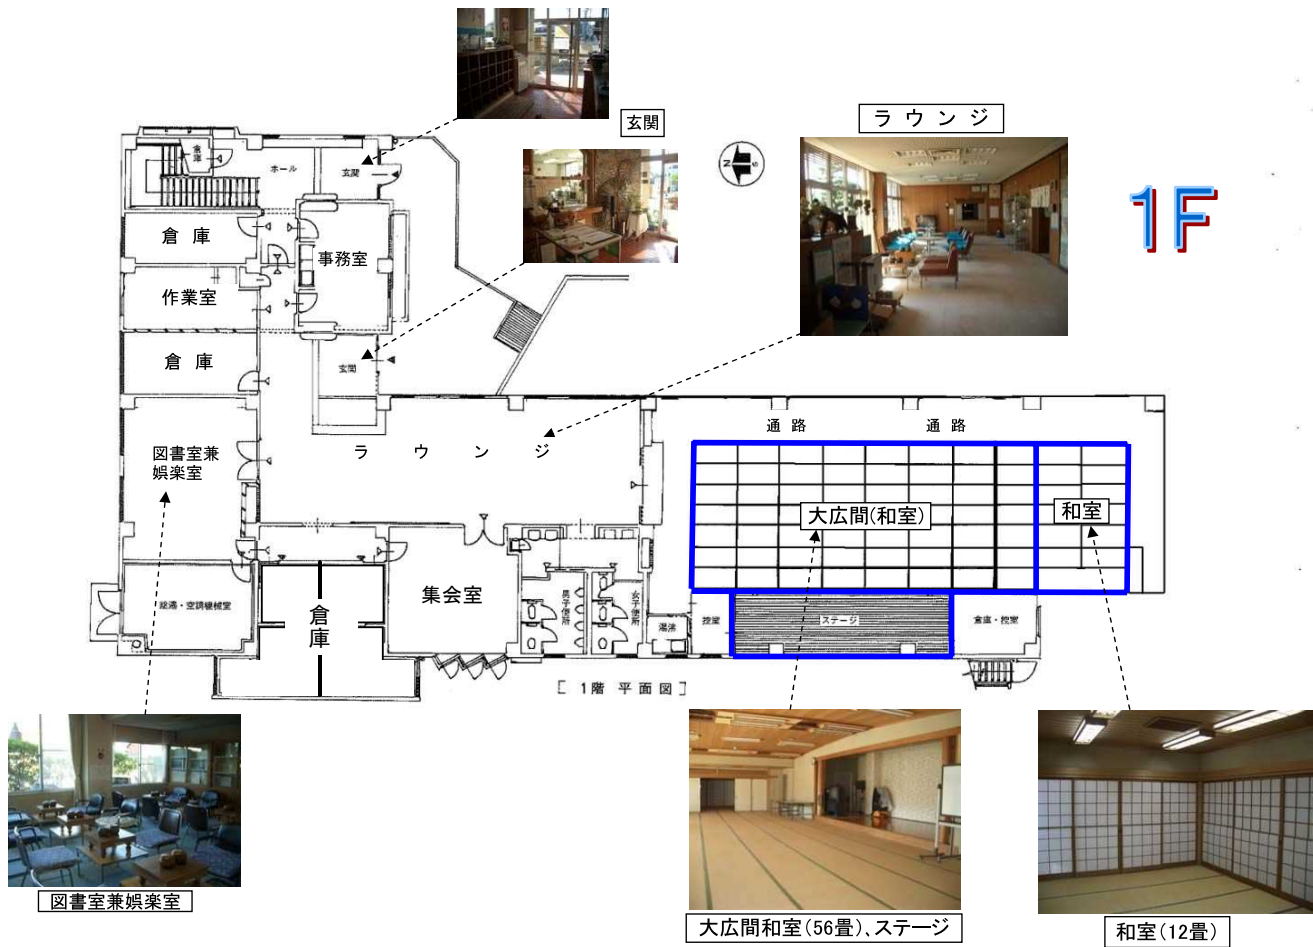 玄関
ラウンジ
1F
N
S
倉庫
ホール
玄関
倉庫
事務室
作業室
倉庫
玄関
通路
通路
ラウンジ
図書室兼
娯楽室
大広間(和室)
和室
集会室
給湯・空調機械室
倉庫
男子便所
女子便所
湯沸
控室
ステージ
倉庫・控室
[1階 平面図]
図書室兼娯楽室
大広間和室(56畳)、ステージ
和室(12畳)